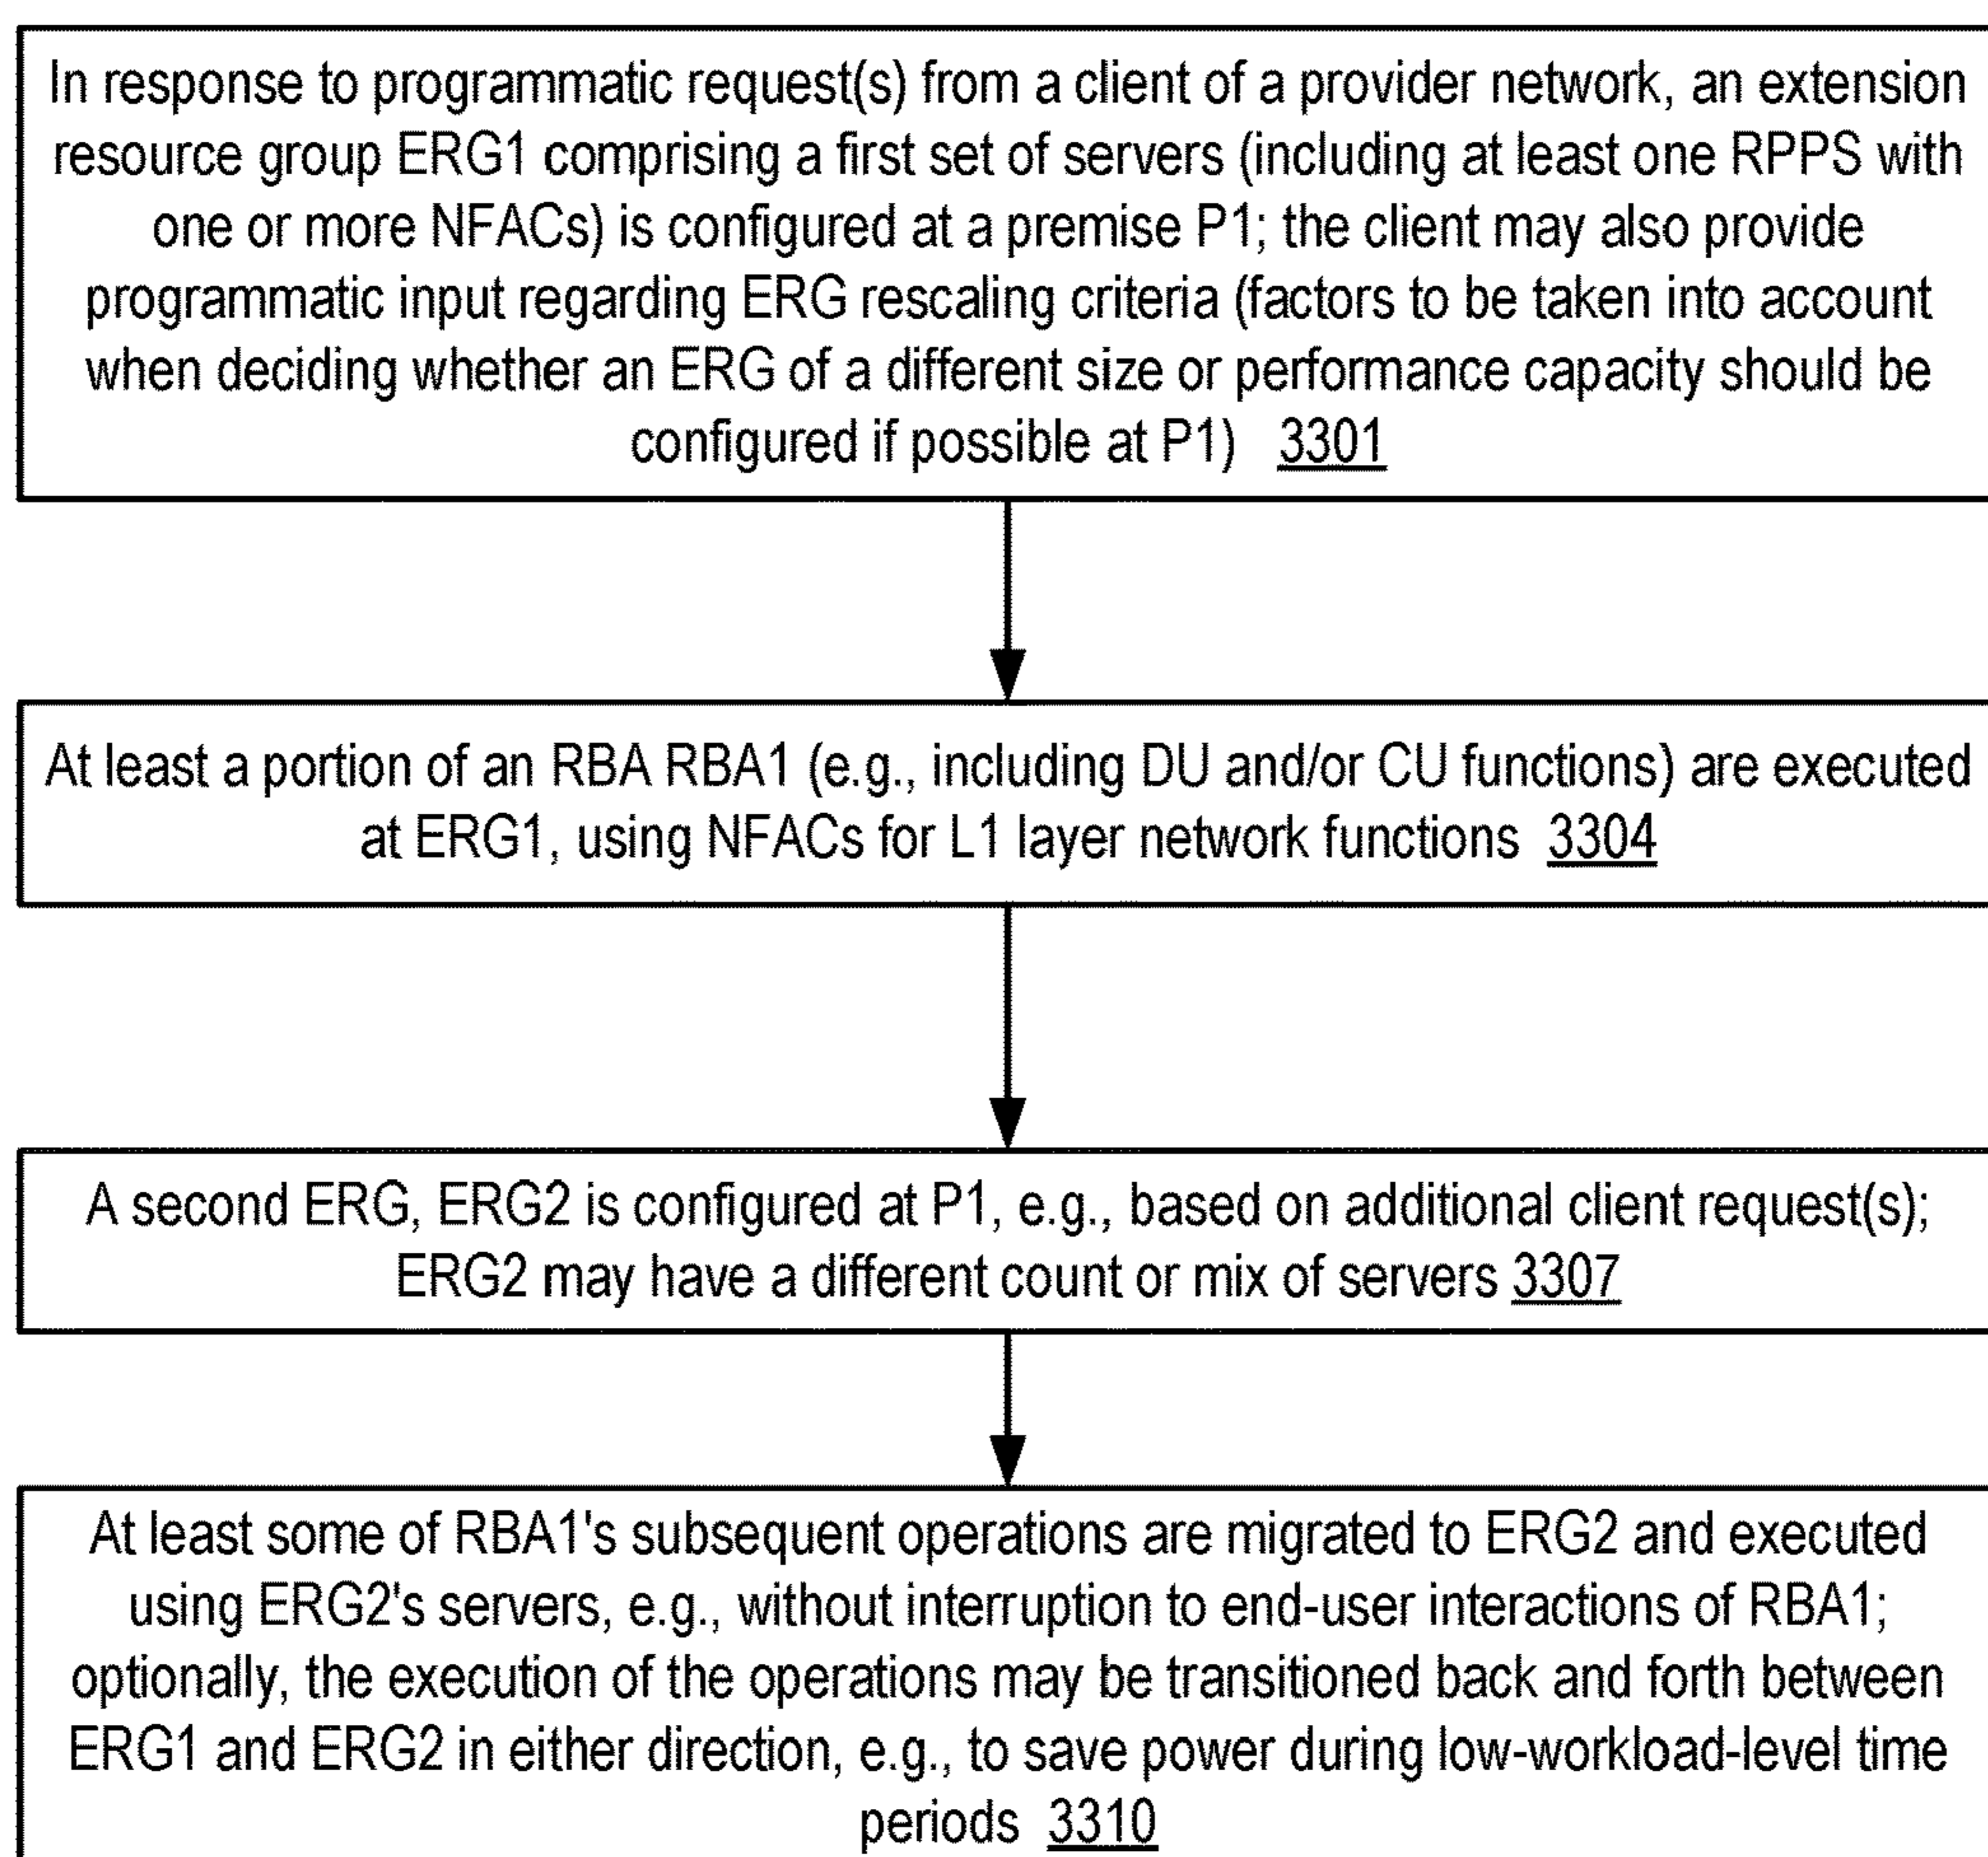 In response to programmatic request(s) from a client of a provider network, an extension
resource group ERG1 comprising a first set of servers (including at least one RPPS with
one or more NFACs) is configured at a premise P1; the client may also provide
programmatic input regarding ERG rescaling criteria (factors to be taken into account
when deciding whether an ERG of a different size or performance capacity should be
configured if possible at P1) 3301
At least a portion of an RBA RBA1 (e.g., including DU and/or CU functions) are executed
at ERG1, using NFACs for L1 layer network functions 3304
A second ERG, ERG2 is configured at P1, e.g., based on additional client request(s);
ERG2 may have a different count or mix of servers 3307
At least some of RBA1's subsequent operations are migrated to ERG2 and executed
using ERG2's servers, e.g., without interruption to end-user interactions of RBA1;
optionally, the execution of the operations may be transitioned back and forth between
ERG1 and ERG2 in either direction, e.g., to save power during low-workload-level time
periods 3310